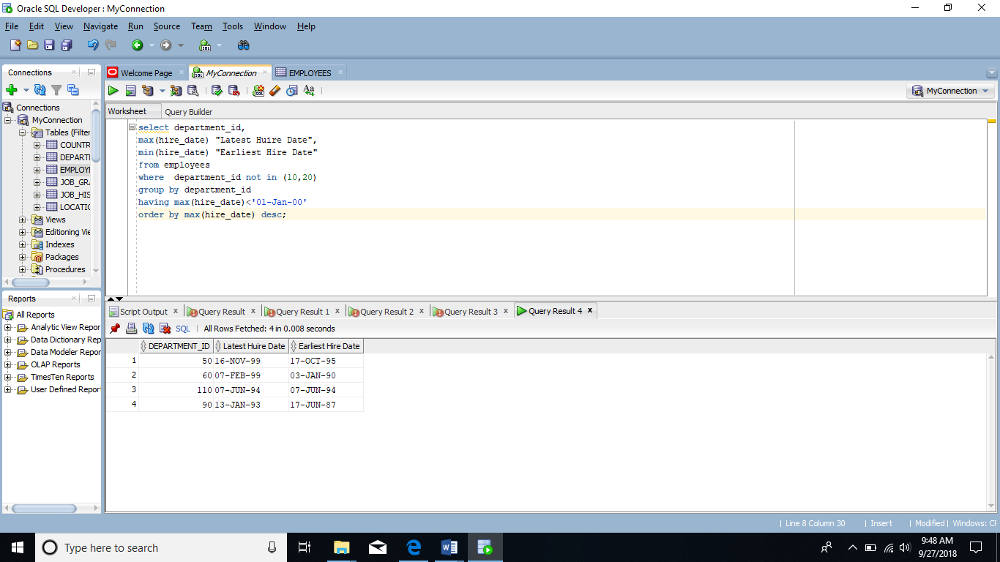 Oracle SQL Developer : MyConnection
File Edit View Navigate Run Source Team Tools Window Help
Connections
Welcome Page
MyConnection
EMPLOYEES
MyConnection
Worksheet Query Builder
Connections
MyConnection
Tables (Filter
COUNTR
DEPARTI
EMPLOYE
JOB_GRA
JOB_HIS
LOCATIC
Views
Editioning Vie
Indexes
Packages
Procedures
select department_id,
max(hire_date) "Latest Huire Date",
min(hire_date) "Earliest Hire Date"
from employees
where  department_id not in (10,20)
group by department_id
having max(hire_date)<'01-Jan-00'
order by max(hire_date) desc;
Reports
All Reports
Analytic View Repor
Data Dictionary Rep
Data Modeler Repor
OLAP Reports
TimesTen Reports
User Defined Repor
Script Output Query Result Query Result 1 Query Result 2 Query Result 3 Query Result 4
SQL All Rows Fetched: 4 in 0.008 seconds
DEPARTMENT_ID Latest Huire Date Earliest Hire Date
1 50 16-NOV-99 17-OCT-95
2 60 07-FEB-99 03-JAN-90
3 110 07-JUN-94 07-JUN-94
4 90 13-JAN-93 17-JUN-87
Line 8 Column 30 Insert Modified Windows: CF
Type here to search
9:48 AM
9/27/2018